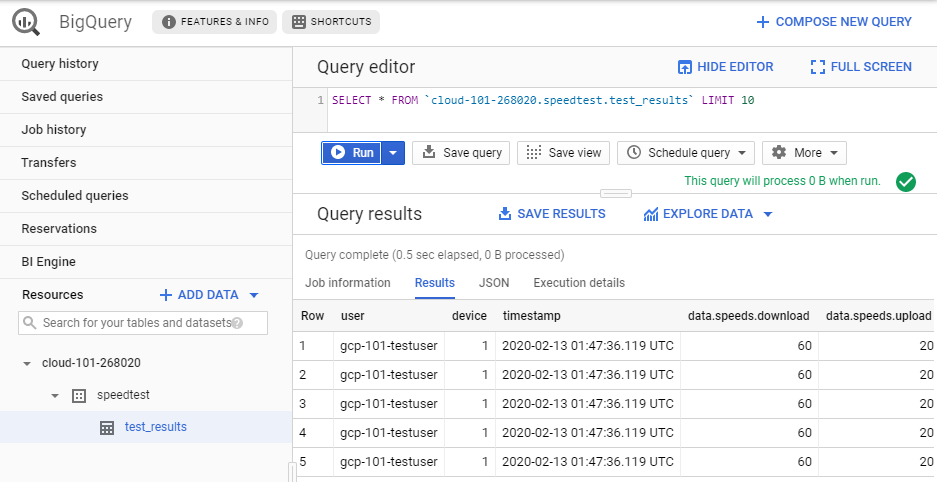 BigQuery
FEATURES & INFO
SHORTCUTS
COMPOSE NEW QUERY
Query history
Saved queries
Job history
Transfers
Scheduled queries
Reservations
BI Engine
Resources
ADD DATA
Search for your tables and datasets
cloud-101-268020
speedtest
test_results
Query editor
HIDE EDITOR
FULL SCREEN
1 SELECT * FROM `cloud-101-268020.speedtest.test_results` LIMIT 10
Run
Save query
Save view
Schedule query
More
This query will process 0 B when run.
Query results
SAVE RESULTS
EXPLORE DATA
Query complete (0.5 sec elapsed, 0 B processed)
Job information Results JSON Execution details
Row user device timestamp data.speeds.download data.speeds.upload
1 gcp-101-testuser 1 2020-02-13 01:47:36.119 UTC 60 20
2 gcp-101-testuser 1 2020-02-13 01:47:36.119 UTC 60 20
3 gcp-101-testuser 1 2020-02-13 01:47:36.119 UTC 60 20
4 gcp-101-testuser 1 2020-02-13 01:47:36.119 UTC 60 20
5 gcp-101-testuser 1 2020-02-13 01:47:36.119 UTC 60 20